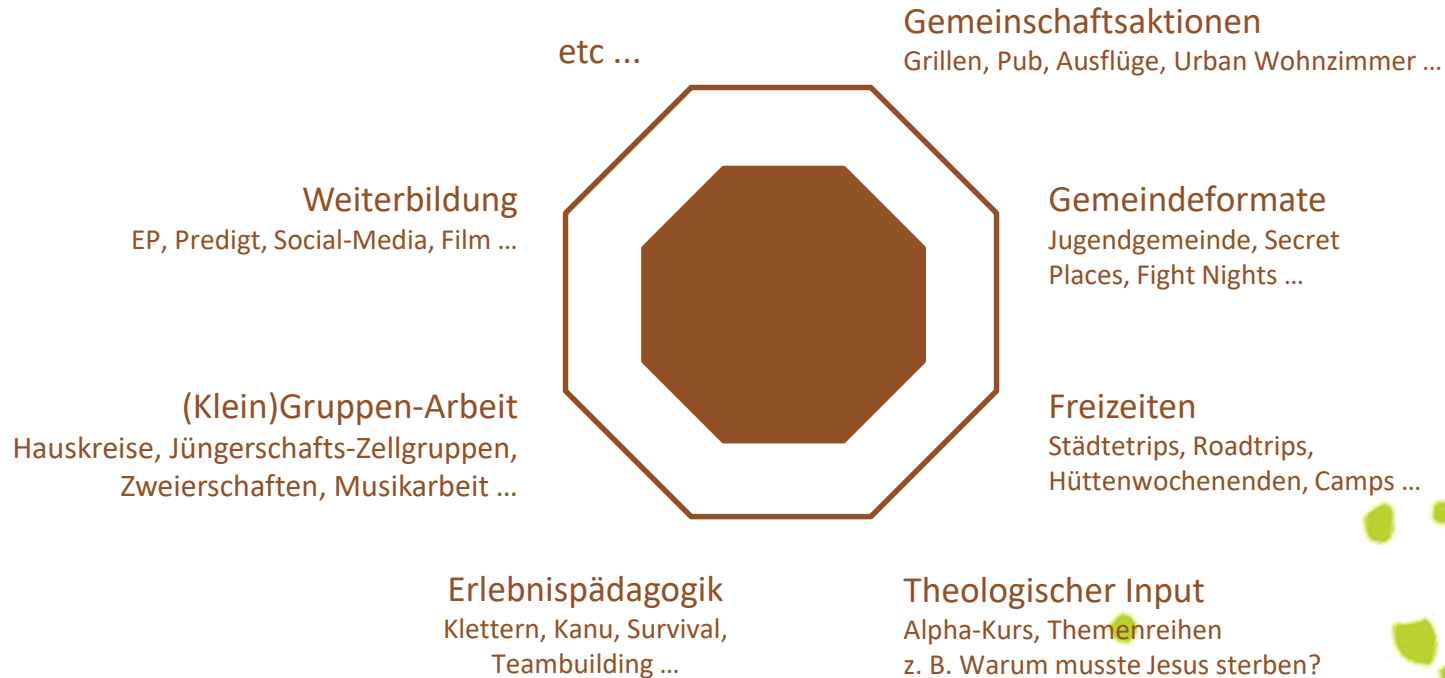 etc ...
Gemeinschaftsaktionen
Grillen, Pub, Ausflüge, Urban Wohnzimmer …
Weiterbildung
EP, Predigt, Social-Media, Film …
Gemeindeformate
Jugendgemeinde, Secret
Places, Fight Nights …
(Klein)Gruppen-Arbeit
Hauskreise, Jüngerschafts-Zellgruppen,
Zweierschaften, Musikarbeit …
Freizeiten
Städtetrips, Roadtrips,
Hüttenwochenenden, Camps …
Erlebnispädagogik
Klettern, Kanu, Survival,
Teambuilding …
Theologischer Input
Alpha-Kurs, Themenreihen
z. B. Warum musste Jesus sterben?